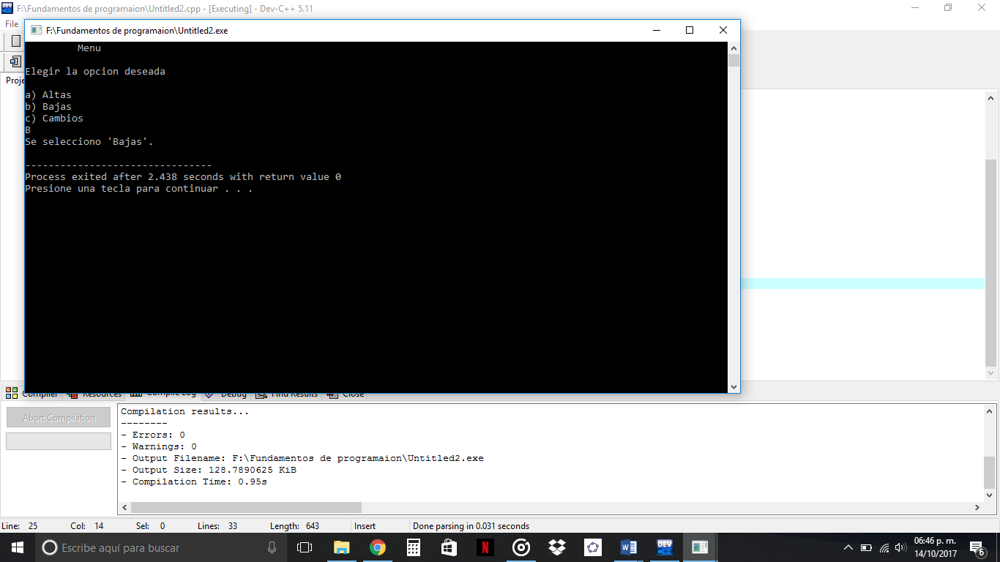 F:\Fundamentos de programaion\Untitled2.cpp - [Executing] - Dev-C++ 5.11
File
F:\Fundamentos de programaion\Untitled2.exe
Menu
Elegir la opcion deseada
a) Altas
b) Bajas
c) Cambios
B
Se selecciono 'Bajas'.
--------------------------------
Process exited after 2.438 seconds with return value 0
Presione una tecla para continuar . . .
Proje
Compiler Resources Compile Log Debug Find Results Close
Abort Compilation
Compilation results...
--------
- Errors: 0
- Warnings: 0
- Output Filename: F:\Fundamentos de programaion\Untitled2.exe
- Output Size: 128.7890625 KiB
- Compilation Time: 0.95s
Line: 25 Col: 14 Sel: 0 Lines: 33 Length: 643 Insert Done parsing in 0.031 seconds
Escribe aquí para buscar
06:46 p. m.
14/10/2017
6